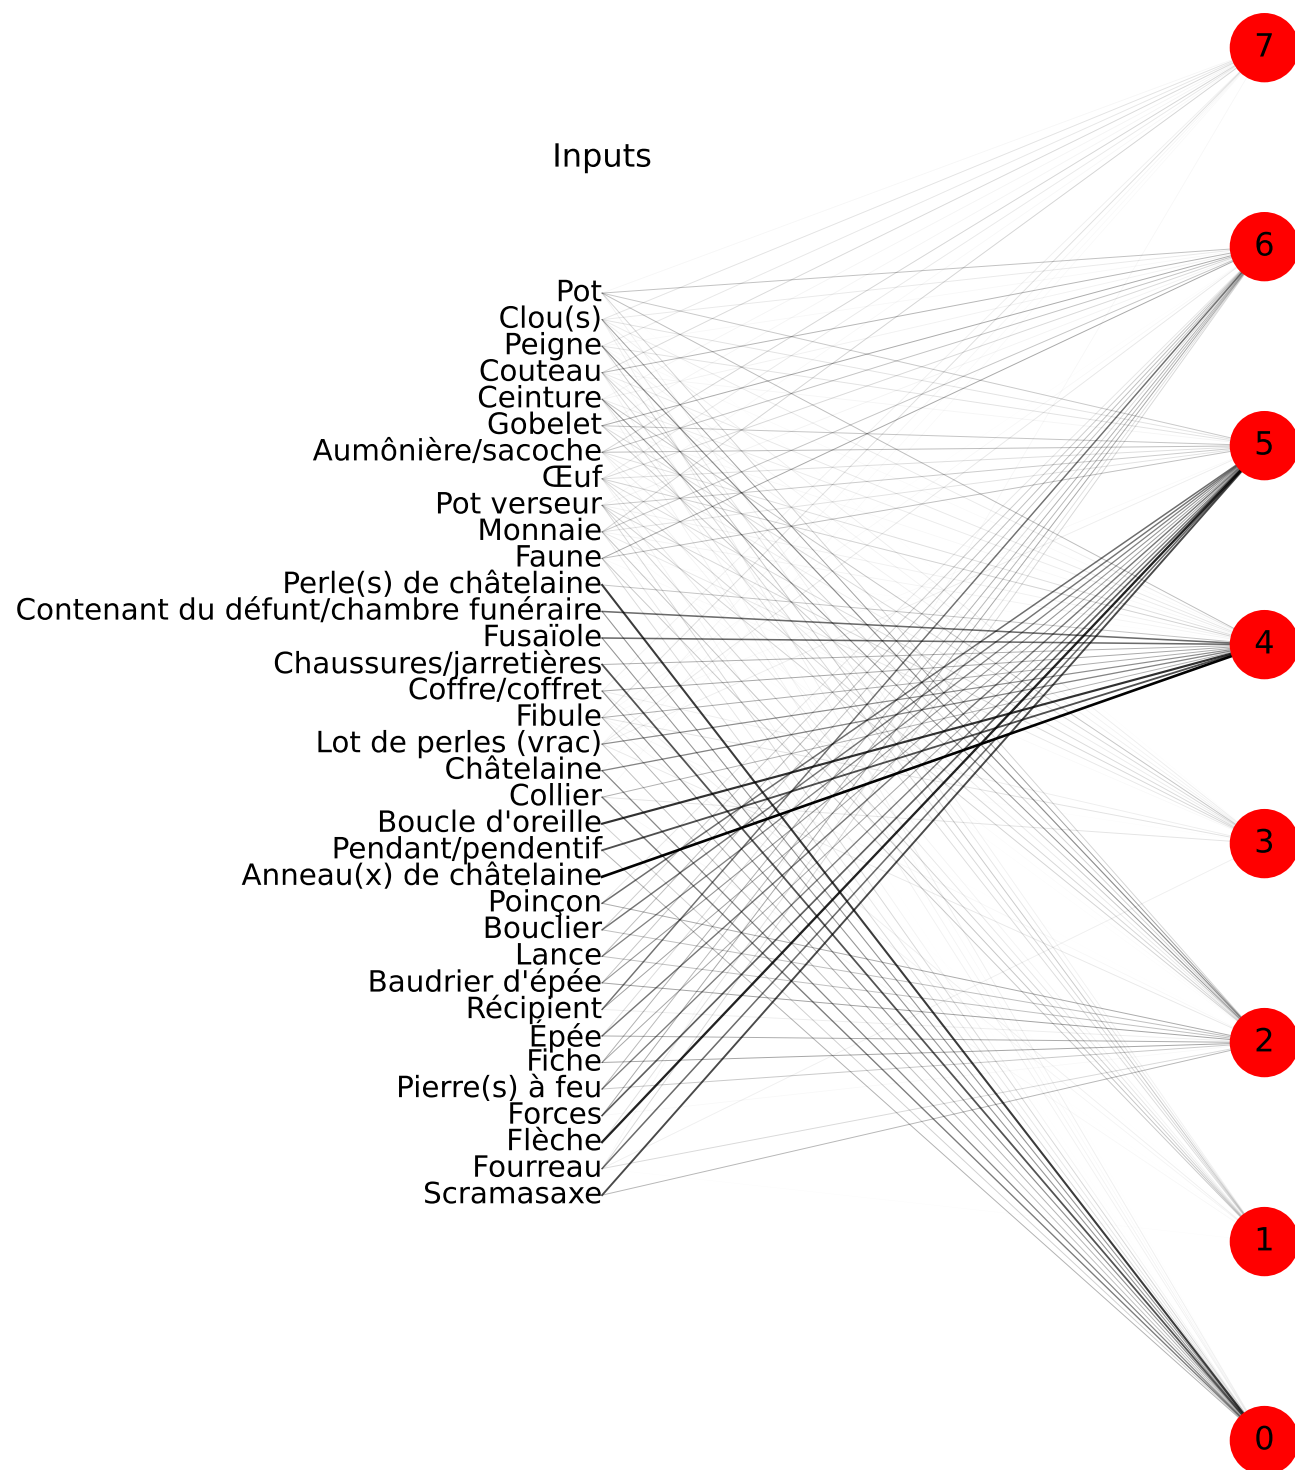 7
Inputs
6
Pot
Clou(s)
Peigne
Couteau
Ceinture
Gobelet
5
Aumônière/sacoche
Œuf
Pot verseur
Monnaie
Faune
Perle(s) de châtelaine
Contenant du défunt/chambre funéraire
Fusaïole
4
Chaussures/jarretières
Coffre/coffret
Fibule
Lot de perles (vrac)
Châtelaine
Collier
Boucle d'oreille
3
Pendant/pendentif
Anneau(x) de châtelaine
Poinçon
Bouclier
Lance
Baudrier d'épée
Récipient
Épée
2
Fiche
Pierre(s) à feu
Forces
Flèche
Fourreau
Scramasaxe
1
0